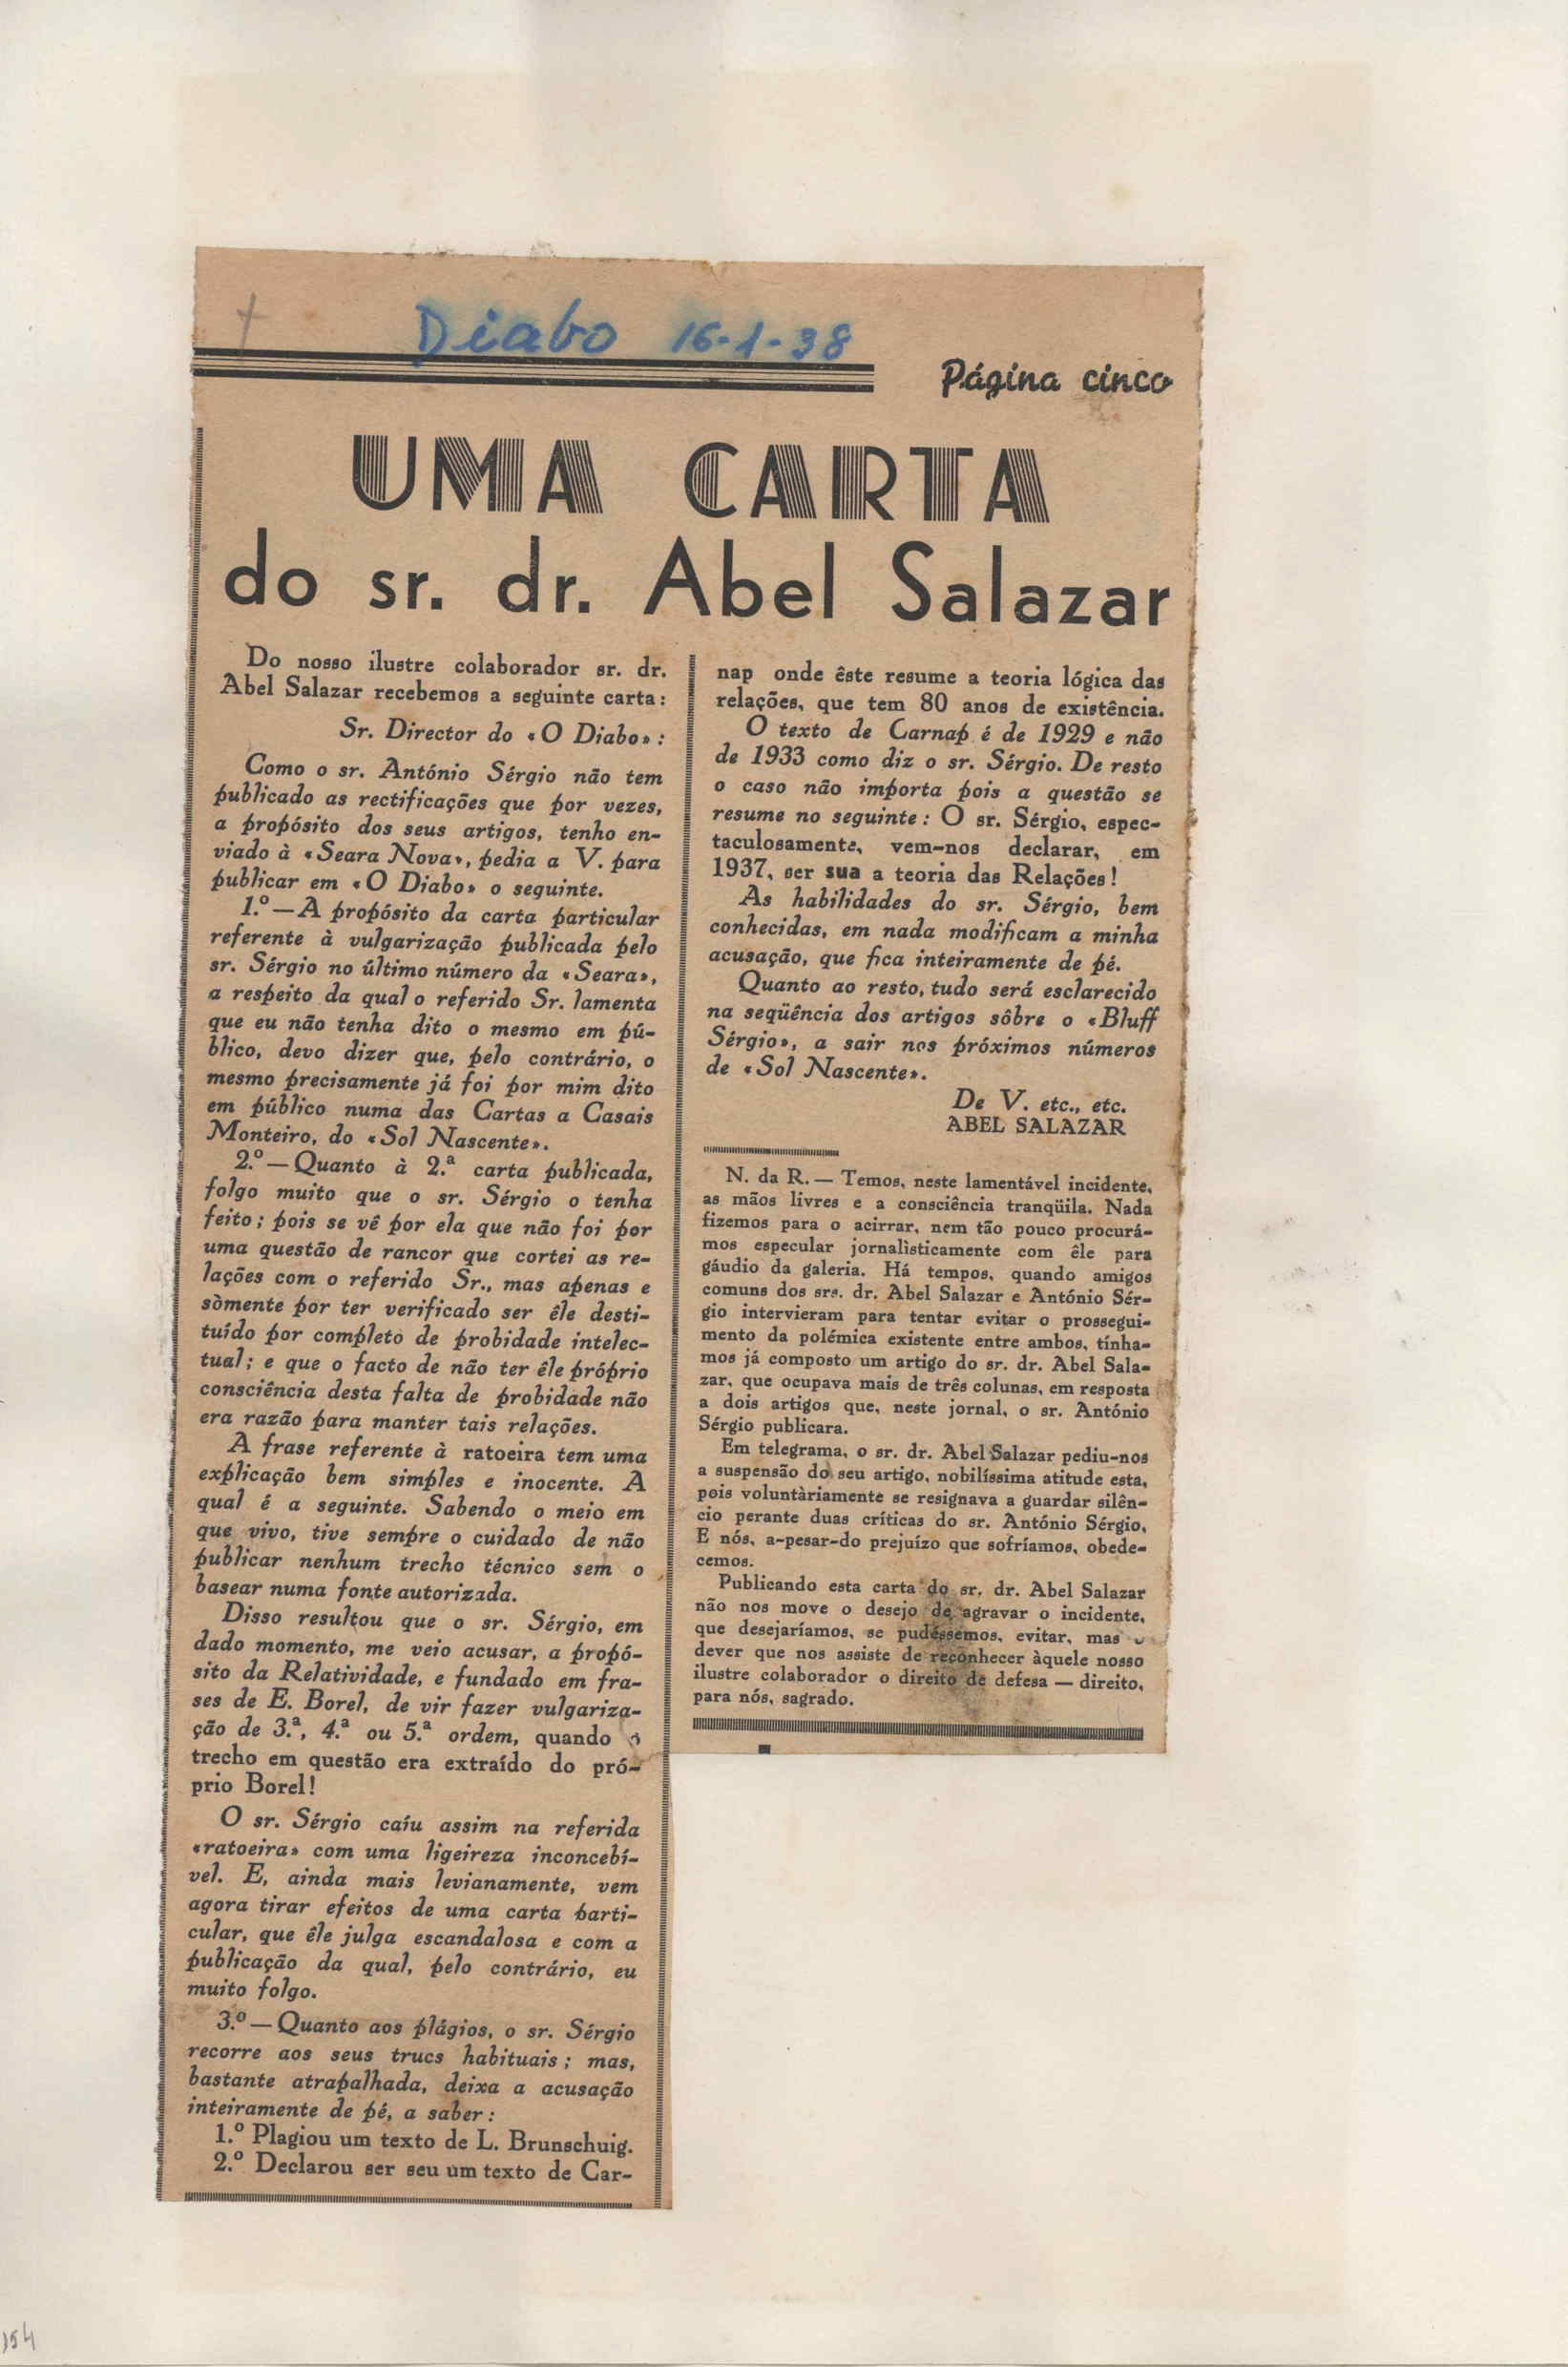 Diabo 16-1-38
Página cinco
UMA CARTA
do sr. dr. Abel Salazar
Do nosso ilustre colaborador sr. dr.
Abel Salazar recebemos a seguinte carta:
Sr. Director do «O Diabo»:
Como o sr. António Sérgio não tem
publicado as rectificações que por vezes,
a propósito dos seus artigos, tenho en-
viado à «Seara Nova», pedia a V. para
publicar em «O Diabo» o seguinte.
1.º—A propósito da carta particular
referente à vulgarização publicada pelo
sr. Sérgio no último número da «Seara»,
a respeito da qual o referido Sr. lamenta
que eu não tenha dito o mesmo em pú-
blico, devo dizer que, pelo contrário, o
mesmo precisamente já foi por mim dito
em público numa das Cartas a Casais
Monteiro, do «Sol Nascente».
2.º—Quanto à 2.ª carta publicada,
folgo muito que o sr. Sérgio o tenha
feito; pois se vê por ela que não foi por
uma questão de rancor que cortei as re-
lações com o referido Sr., mas apenas e
sòmente por ter verificado ser êle desti-
tuído por completo de probidade intelec-
tual; e que o facto de não ter êle próprio
consciência desta falta de probidade não
era razão para manter tais relações.
A frase referente à ratoeira tem uma
explicação bem simples e inocente. A
qual é a seguinte. Sabendo o meio em
que vivo, tive sempre o cuidado de não
publicar nenhum trecho técnico sem o
basear numa fonte autorizada.
Disso resultou que o sr. Sérgio, em
dado momento, me veio acusar, a propó-
sito da Relatividade, e fundado em fra-
ses de E. Borel, de vir fazer vulgariza-
ção de 3.ª, 4.ª ou 5.ª ordem, quando o
trecho em questão era extraído do pró-
prio Borel!
O sr. Sérgio caíu assim na referida
«ratoeira» com uma ligeireza inconcebí-
vel. E, ainda mais levianamente, vem
agora tirar efeitos de uma carta parti-
cular, que êle julga escandalosa e com a
publicação da qual, pelo contrário, eu
muito folgo.
3.º—Quanto aos plágios, o sr. Sérgio
recorre aos seus trucs habituais; mas,
bastante atrapalhada, deixa a acusação
inteiramente de pé, a saber:
1.º Plagiou um texto de L. Brunschuig.
2.º Declarou ser seu um texto de Car-
nap onde êste resume a teoria lógica das
relações, que tem 80 anos de existência.
O texto de Carnap é de 1929 e não
de 1933 como diz o sr. Sérgio. De resto
o caso não importa pois a questão se
resume no seguinte: O sr. Sérgio, espec-
taculosamente, vem-nos declarar, em
1937, ser sua a teoria das Relações!
As habilidades do sr. Sérgio, bem
conhecidas, em nada modificam a minha
acusação, que fica inteiramente de pé.
Quanto ao resto, tudo será esclarecido
na seqüência dos artigos sôbre o «Bluff
Sérgio», a sair nos próximos números
de «Sol Nascente».
De V. etc., etc.
ABEL SALAZAR
N. da R.— Temos, neste lamentável incidente,
as mãos livres e a consciência tranqüila. Nada
fizemos para o acirrar, nem tão pouco procurá-
mos especular jornalìsticamente com êle para
gáudio da galeria. Há tempos, quando amigos
comuns dos srs. dr. Abel Salazar e António Sér-
gio intervieram para tentar evitar o prossegui-
mento da polémica existente entre ambos, tínha-
mos já composto um artigo do sr. dr. Abel Sala-
zar, que ocupava mais de três colunas, em resposta
a dois artigos que, neste jornal, o sr. António
Sérgio publicara.
Em telegrama, o sr. dr. Abel Salazar pediu-nos
a suspensão do seu artigo, nobilíssima atitude esta,
pois voluntàriamente se resignava a guardar silên-
cio perante duas críticas do sr. António Sérgio,
E nós, a-pesar-do prejuízo que sofríamos, obede-
cemos.
Publicando esta carta do sr. dr. Abel Salazar
não nos move o desejo de agravar o incidente,
que desejaríamos, se pudéssemos, evitar, mas o
dever que nos assiste de reconhecer àquele nosso
ilustre colaborador o direito de defesa — direito,
para nós, sagrado.
154